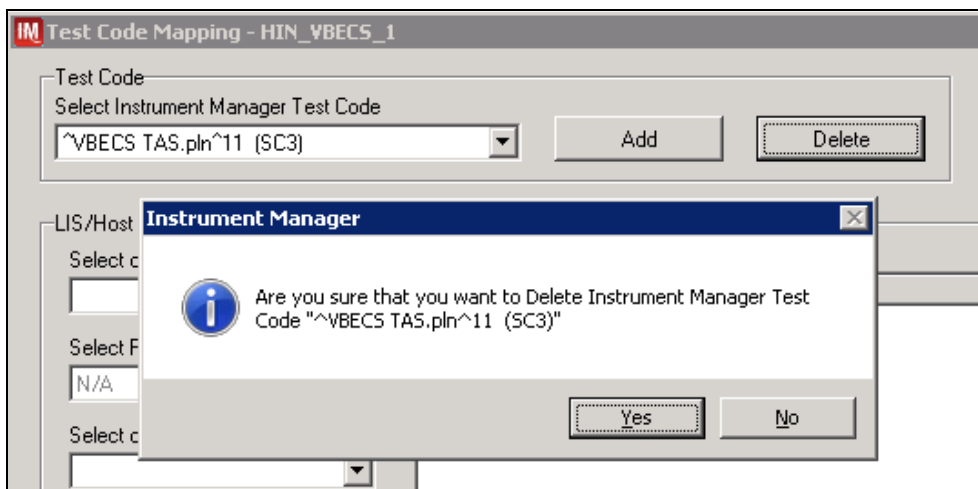 IM Test Code Mapping - HIN_VBECS_1
Test Code
Select Instrument Manager Test Code
^VBECS TAS.pln^11 (SC3)
Add
Delete
LIS/Host
Instrument Manager
Select
Are you sure that you want to Delete Instrument Manager Test
Code "^VBECS TAS.pln^11 (SC3)"
Select
N/A
Yes
No
Select